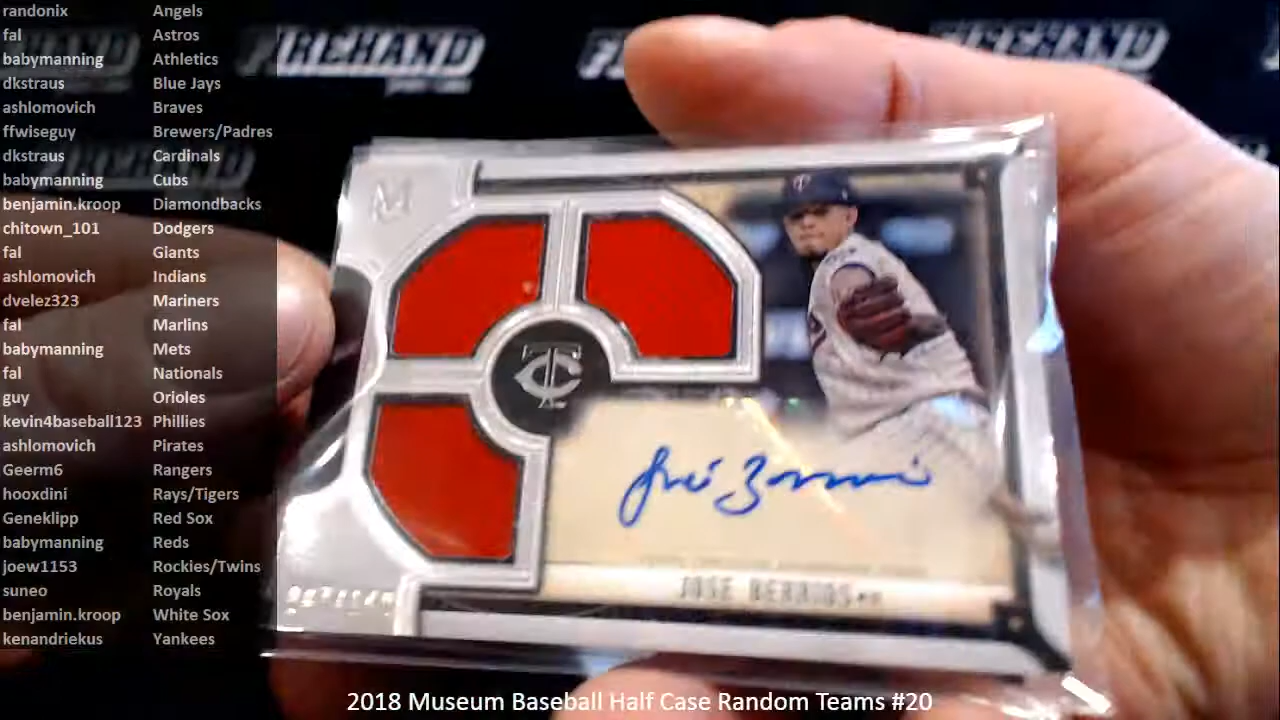 randonix Angels
fal Astros
babymanning Athletics
dkstraus Blue Jays
ashlomovich Braves
ffwiseguy Brewers/Padres
dkstraus Cardinals
babymanning Cubs
benjamin.kroop Diamondbacks
chitown_101 Dodgers
fal Giants
ashlomovich Indians
dvelez323 Mariners
fal Marlins
babymanning Mets
fal Nationals
guy Orioles
kevin4baseball123 Phillies
ashlomovich Pirates
Geerm6 Rangers
hooxdini Rays/Tigers
Geneklipp Red Sox
babymanning Reds
joew1153 Rockies/Twins
suneo Royals
benjamin.kroop White Sox
kenandriekus Yankees
FIREHAND
M
TC
JOSE BERRIOS
2018 Museum Baseball Half Case Random Teams #20